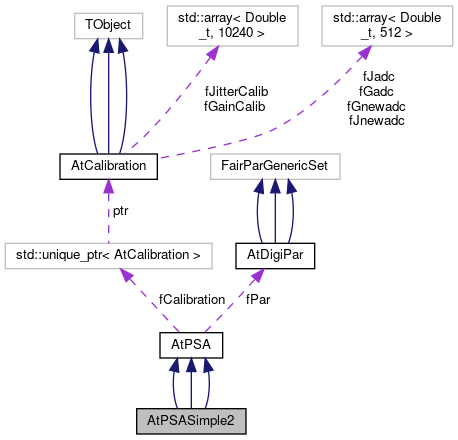 TObject
std::array< Double
_t, 10240 >
std::array< Double
_t, 512 >
fJitterCalib
fGainCalib
fJadc
fGadc
fGnewadc
fJnewadc
AtCalibration
FairParGenericSet
ptr
std::unique_ptr< AtCalibration >
AtDigiPar
fCalibration
fPar
AtPSA
AtPSASimple2